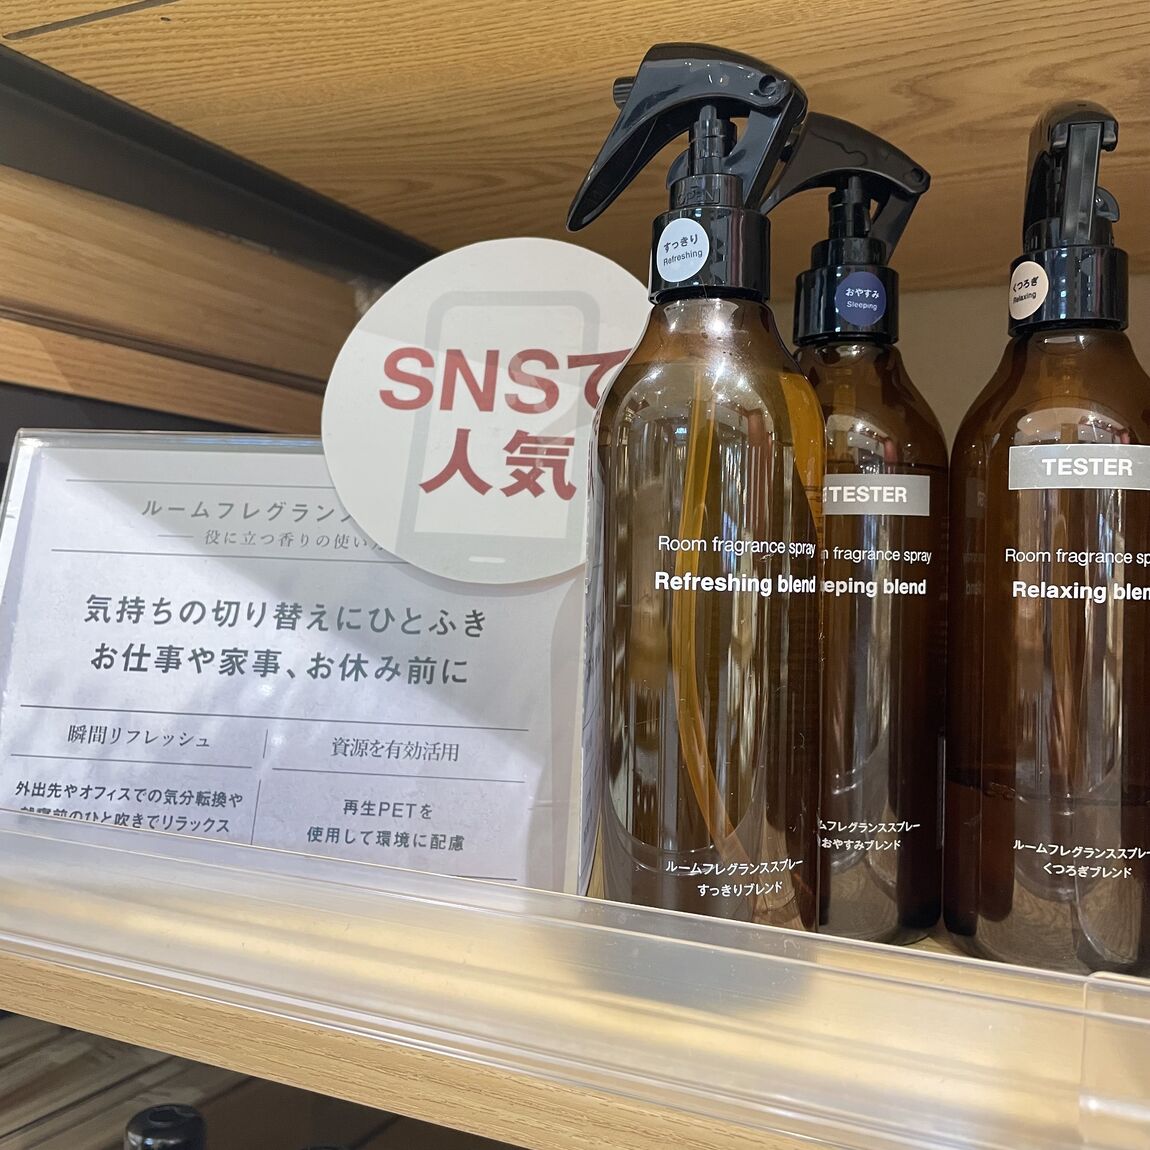 SNSで
人気
ルームフレグランス
役に立つ香りの使い方
気持ちの切り替えにひとふき
お仕事や家事、お休み前に
瞬間リフレッシュ
外出先やオフィスでの気分転換や
就寝前のひと吹きでリラックス
資源を有効活用
再生PETを
使用して環境に配慮
OPEN
すっきり
Refreshing
Room fragrance spray
Refreshing blend
ルームフレグランススプレー
すっきりブレンド
おやすみ
Sleeping
TESTER
fragrance spray
eeping blend
ムフレグランススプレー
おやすみブレンド
くつろぎ
Relaxing
TESTER
Room fragrance sp
Relaxing blen
ルームフレグランススプレー
くつろぎブレンド